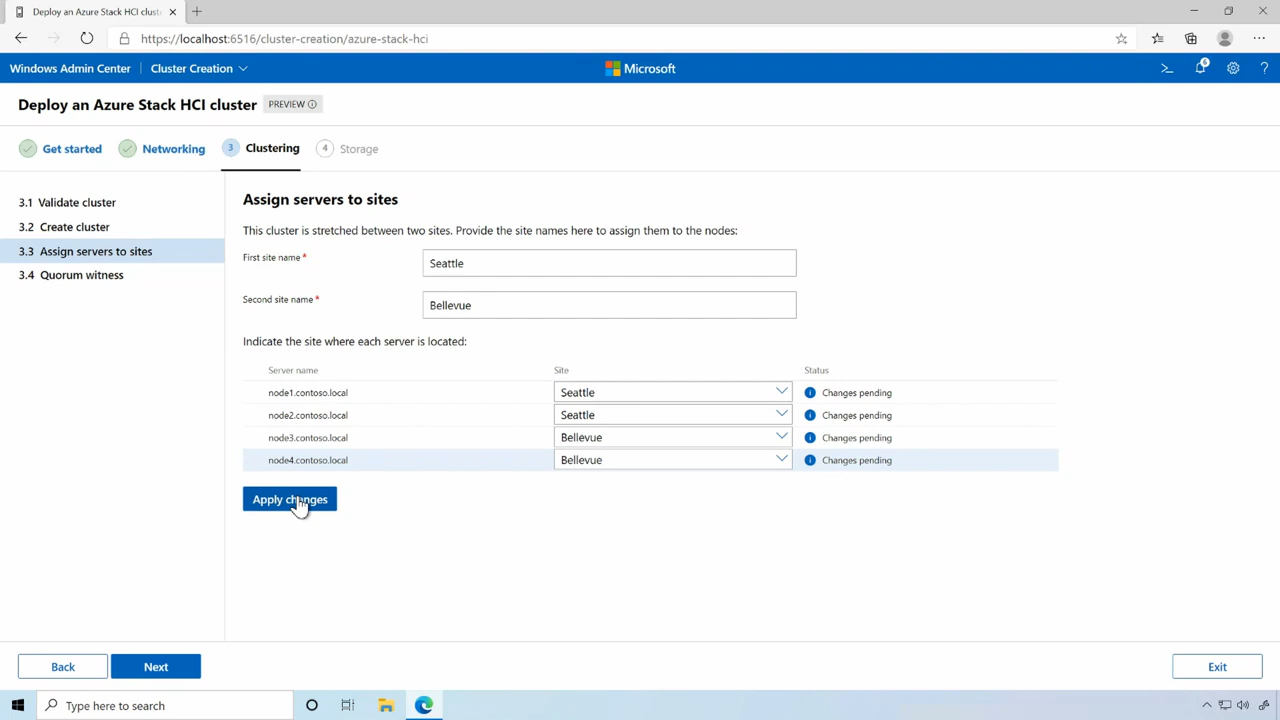 Deploy an Azure Stack HCI clust
https://localhost:6516/cluster-creation/azure-stack-hci
Windows Admin Center
Cluster Creation
Microsoft
6
Deploy an Azure Stack HCI cluster
PREVIEW
Get started
Networking
3 Clustering
4 Storage
3.1 Validate cluster
3.2 Create cluster
3.3 Assign servers to sites
3.4 Quorum witness
Assign servers to sites
This cluster is stretched between two sites. Provide the site names here to assign them to the nodes:
First site name *
Seattle
Second site name *
Bellevue
Indicate the site where each server is located:
Server name Site Status
node1.contoso.local Seattle Changes pending
node2.contoso.local Seattle Changes pending
node3.contoso.local Bellevue Changes pending
node4.contoso.local Bellevue Changes pending
Apply changes
Back
Next
Exit
Type here to search